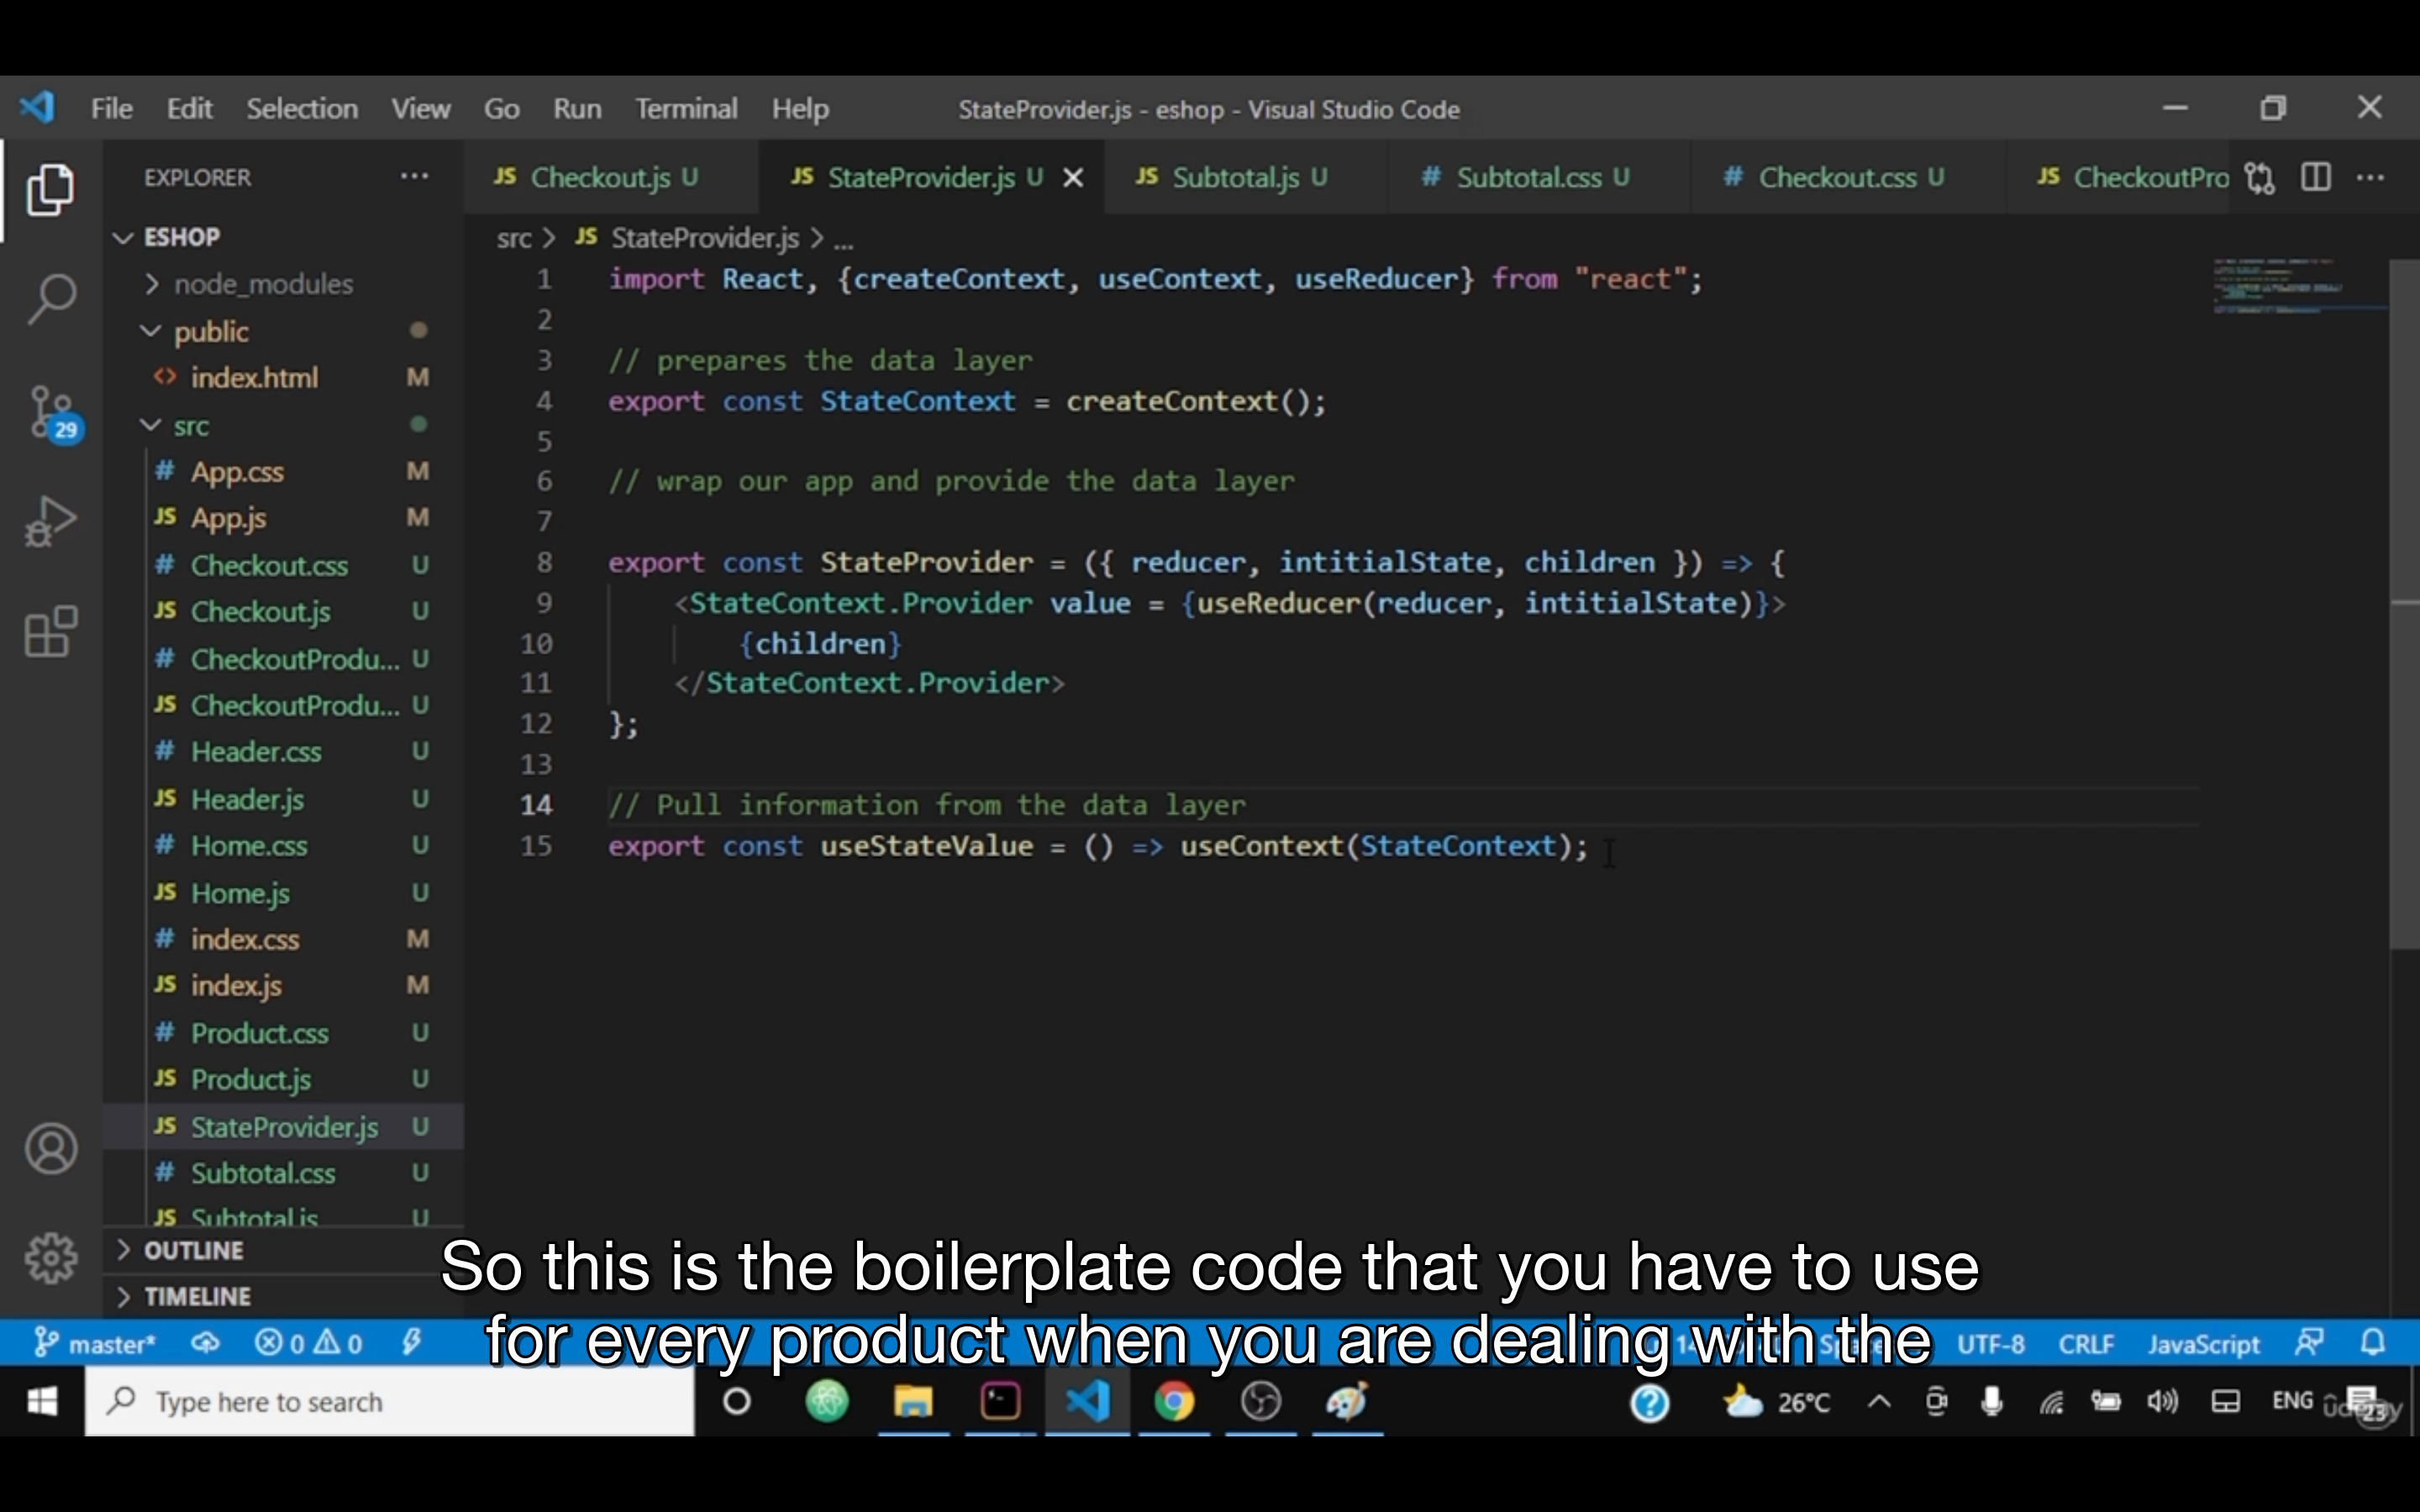 File Edit Selection View Go Run Terminal Help StateProvider.js - eshop - Visual Studio Code
EXPLORER
Checkout.js U StateProvider.js U Subtotal.js U Subtotal.css U Checkout.css U CheckoutPro
src > JS StateProvider.js > ...
ESHOP
node_modules
public
index.html M
src
App.css M
App.js M
Checkout.css U
Checkout.js U
CheckoutProdu... U
CheckoutProdu... U
Header.css U
Header.js U
Home.css U
Home.js U
index.css M
index.js M
Product.css U
Product.js U
StateProvider.js U
Subtotal.css U
Subtotal.js U
OUTLINE
TIMELINE
29
1 import React, {createContext, useContext, useReducer} from "react";
2
3 // prepares the data layer
4 export const StateContext = createContext();
5
6 // wrap our app and provide the data layer
7
8 export const StateProvider = ({ reducer, intitialState, children }) => {
9 <StateContext.Provider value = {useReducer(reducer, intitialState)}>
10 {children}
11 </StateContext.Provider>
12 };
13
14 // Pull information from the data layer
15 export const useStateValue = () => useContext(StateContext);
So this is the boilerplate code that you have to use
for every product when you are dealing with the
master* 0 0 UTF-8 CRLF JavaScript
Type here to search 26°C ENG 23
udemy